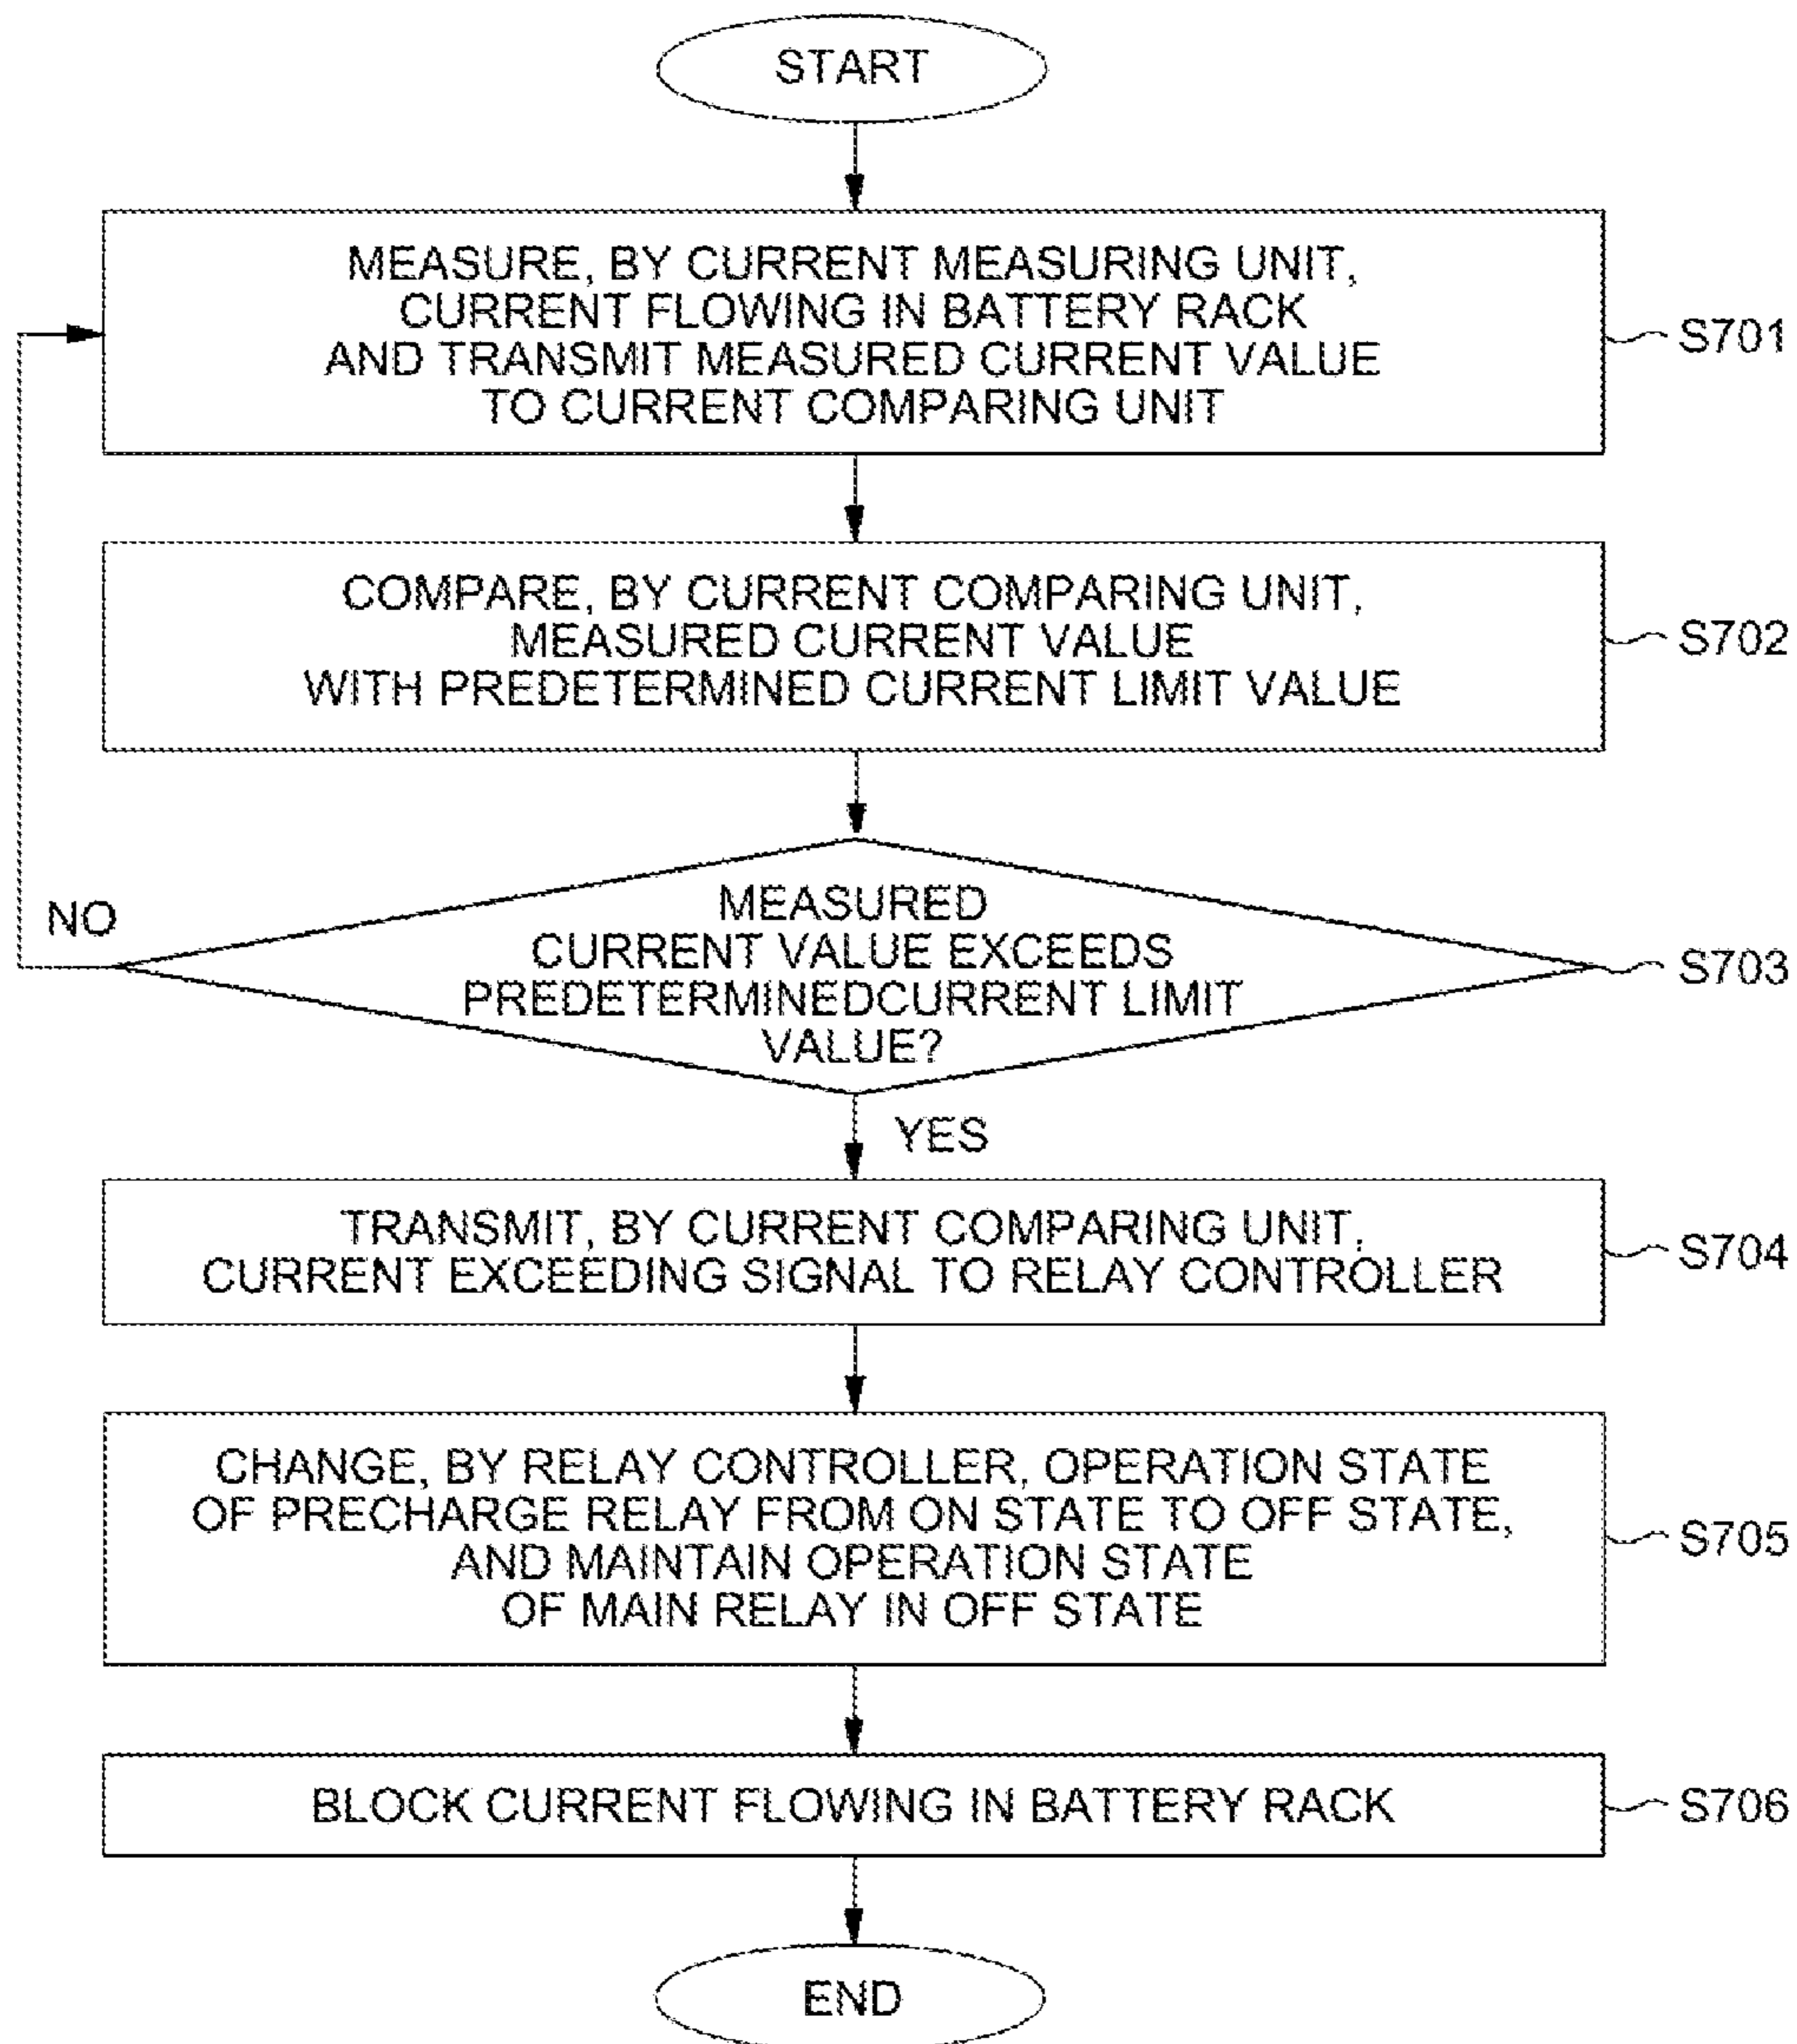 START
MEASURE, BY CURRENT MEASURING UNIT,
CURRENT FLOWING IN BATTERY RACK
AND TRANSMIT MEASURED CURRENT VALUE
TO CURRENT COMPARING UNIT
S701
COMPARE, BY CURRENT COMPARING UNIT,
MEASURED CURRENT VALUE
WITH PREDETERMINED CURRENT LIMIT VALUE
S702
MEASURED
CURRENT VALUE EXCEEDS
PREDETERMINEDCURRENT LIMIT
VALUE?
S703
NO
YES
TRANSMIT, BY CURRENT COMPARING UNIT,
CURRENT EXCEEDING SIGNAL TO RELAY CONTROLLER
S704
CHANGE, BY RELAY CONTROLLER, OPERATION STATE
OF PRECHARGE RELAY FROM ON STATE TO OFF STATE,
AND MAINTAIN OPERATION STATE
OF MAIN RELAY IN OFF STATE
S705
BLOCK CURRENT FLOWING IN BATTERY RACK
S706
END